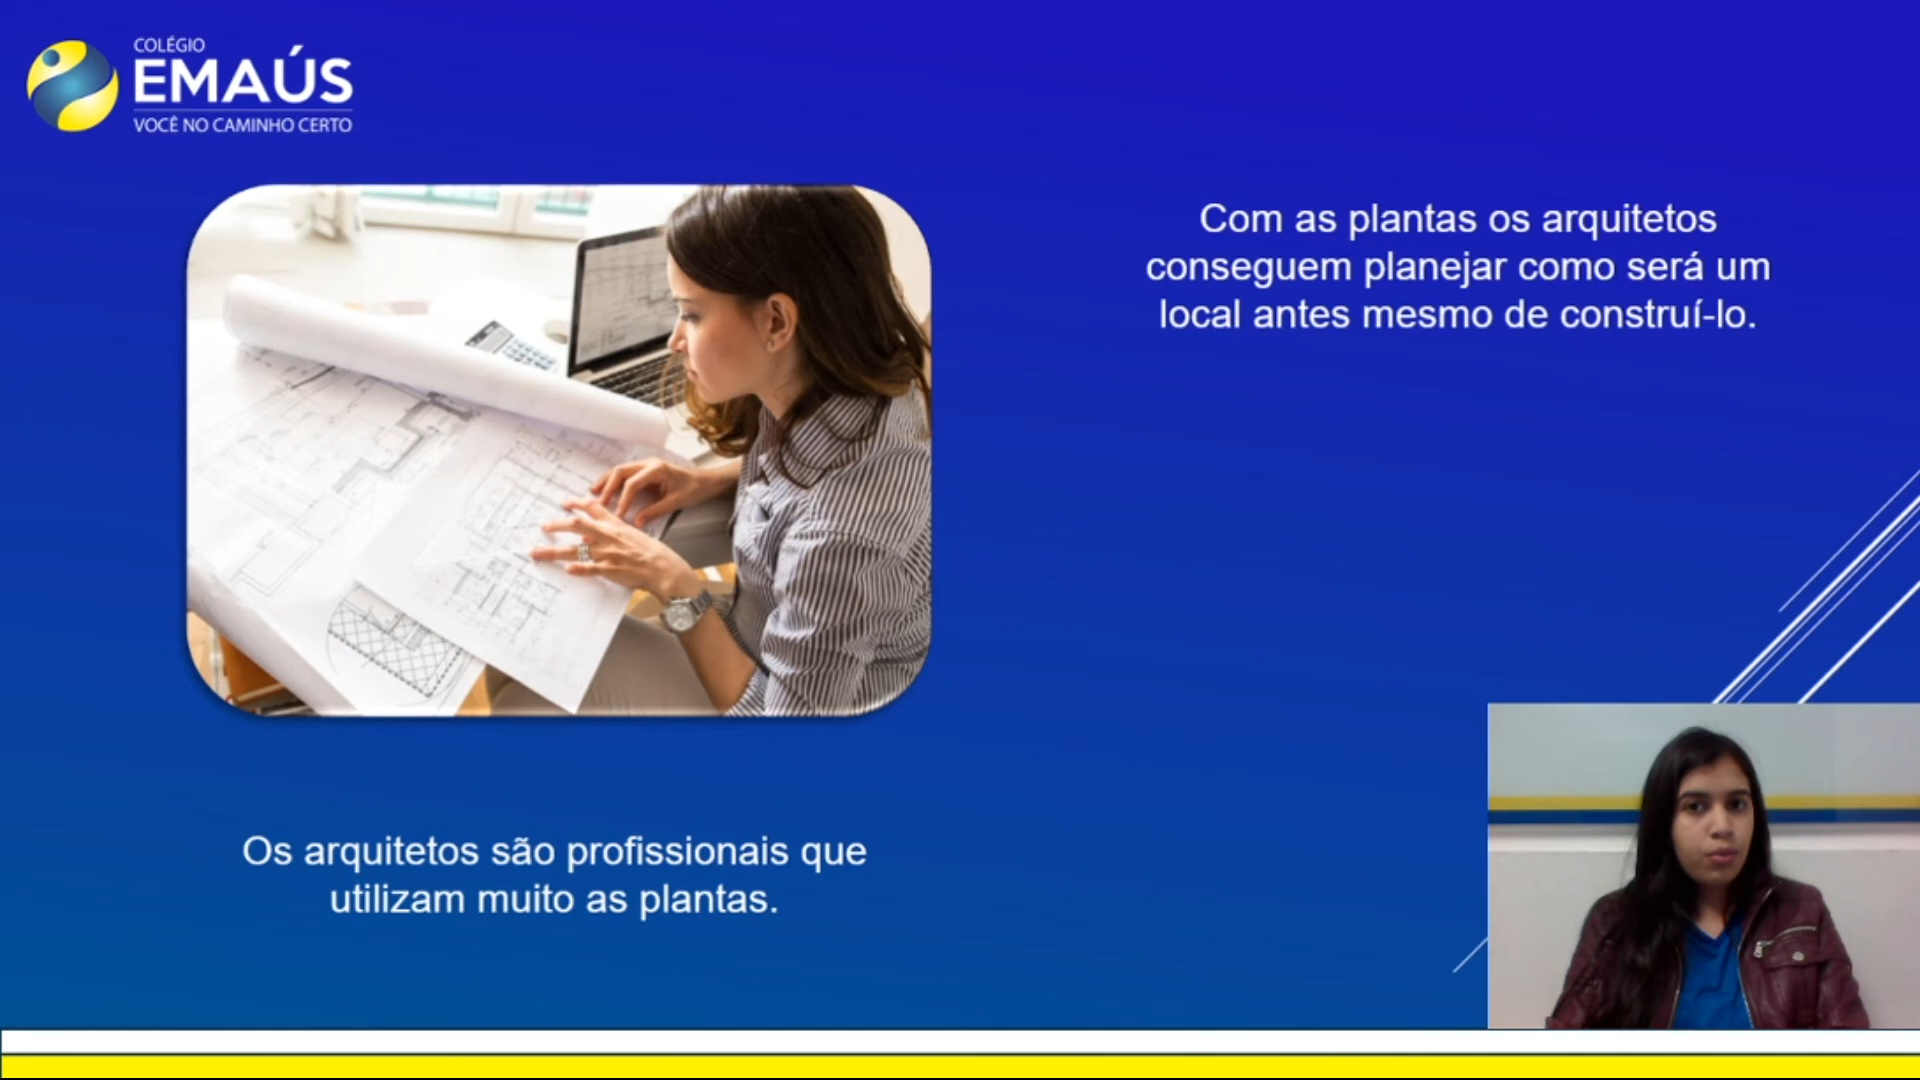 COLÉGIO
EMAÚS
VOCÊ NO CAMINHO CERTO
Com as plantas os arquitetos
conseguem planejar como será um
local antes mesmo de construí-lo.
Os arquitetos são profissionais que
utilizam muito as plantas.